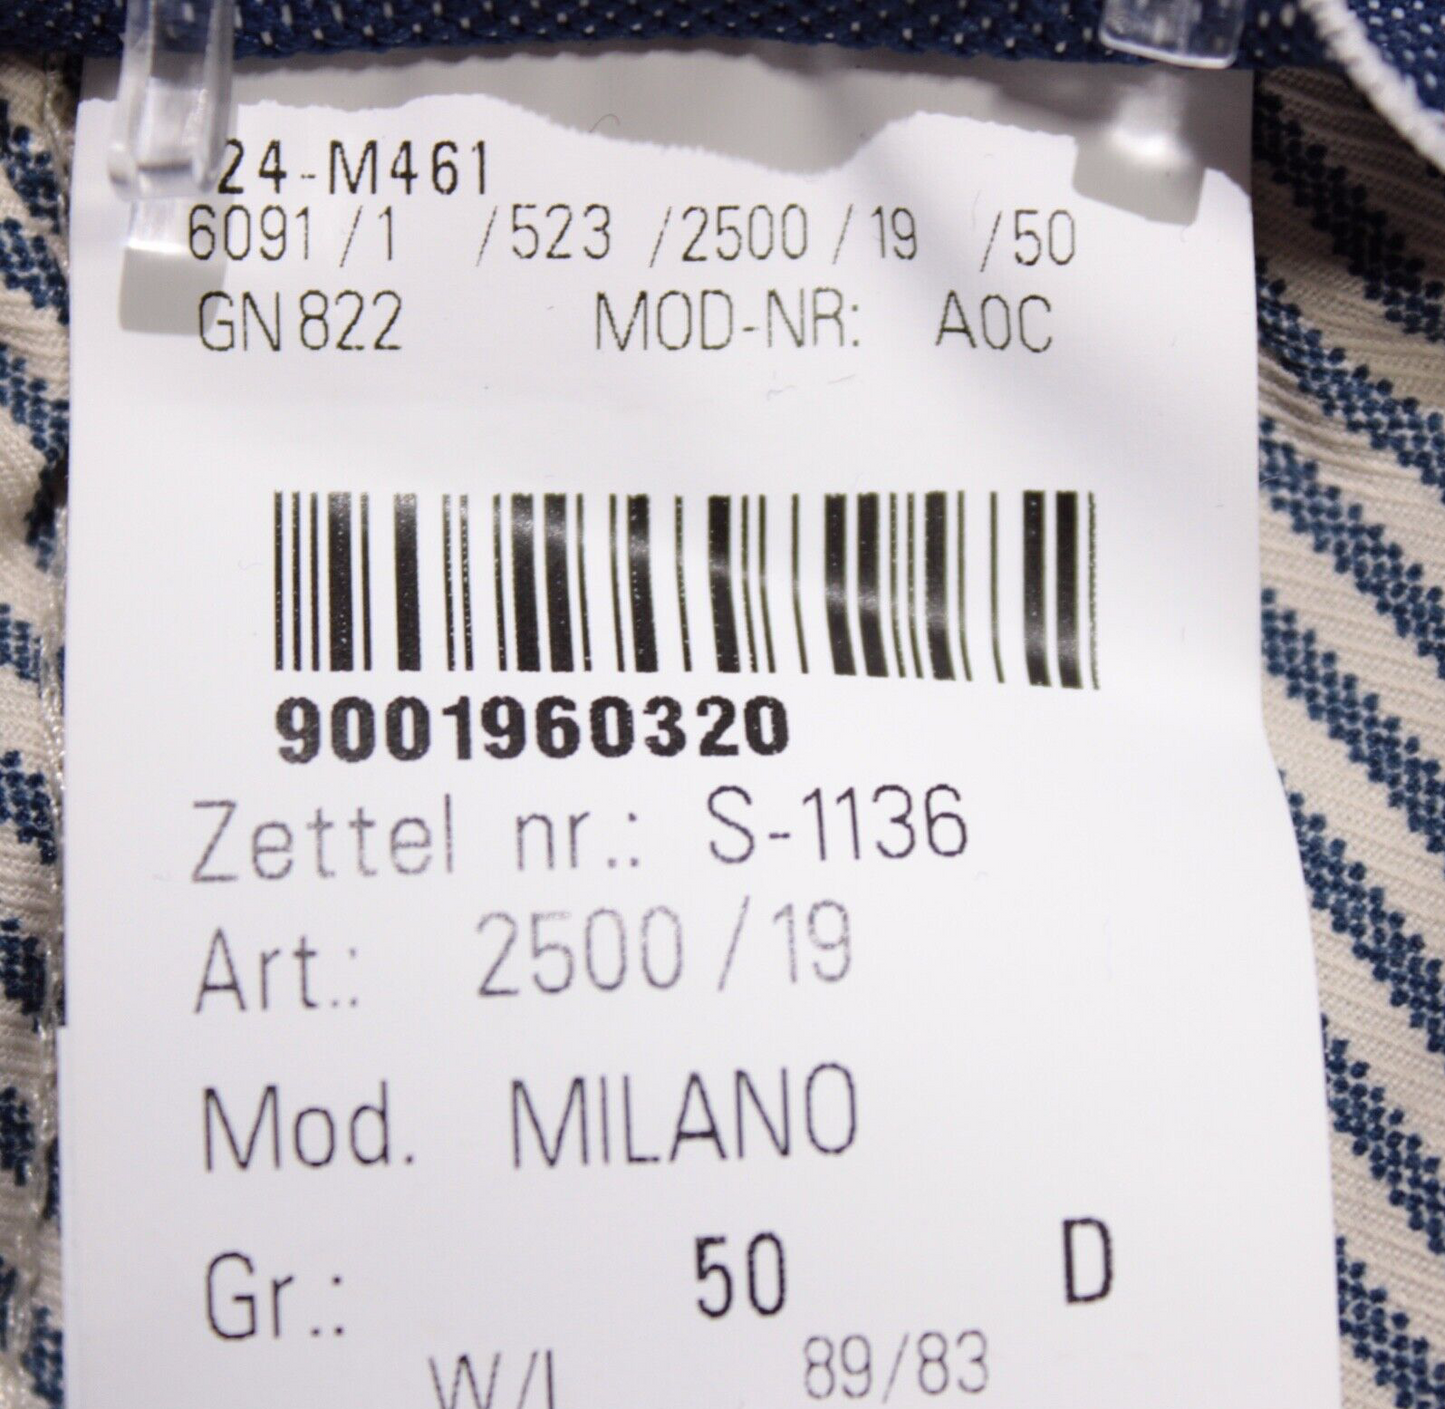 24-M461
6091 /1 /523 /2500 / 19 /50
GN 822 MOD-NR: A0C
9001960320
Zettel nr.: S-1136
Art.: 2500 / 19
Mod. MILANO
Gr.: 50 D
W/L 89/83